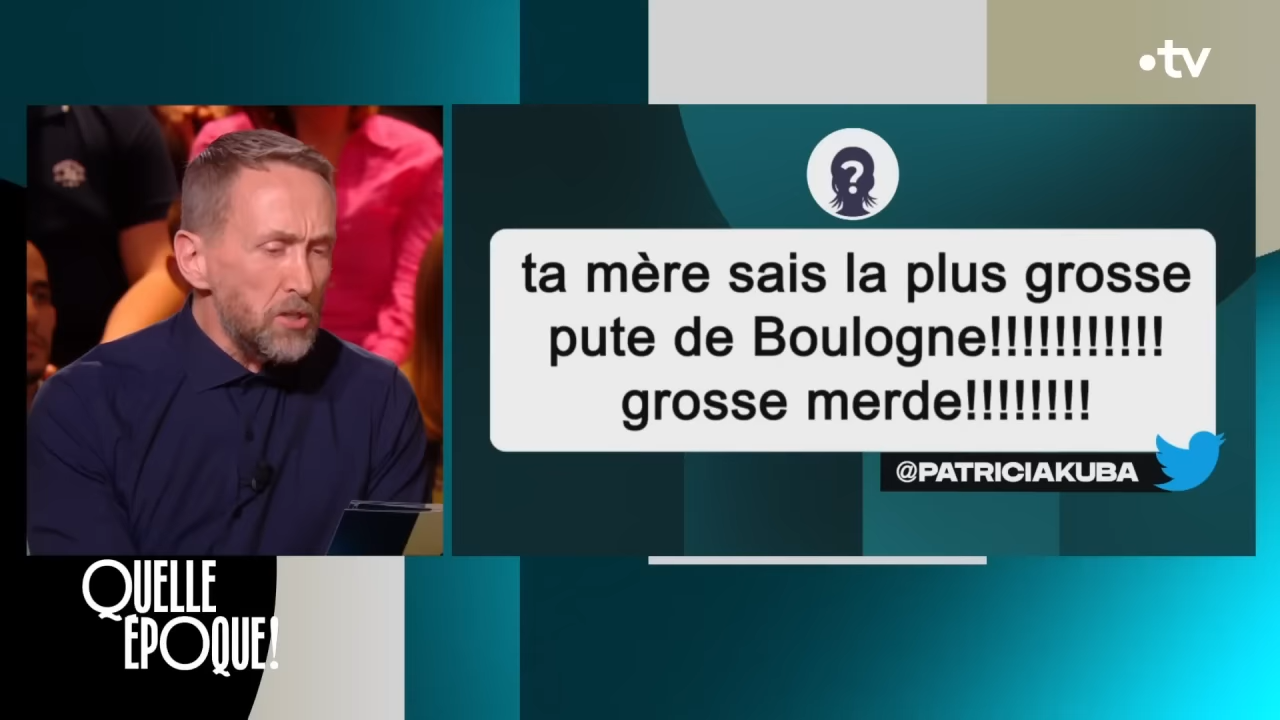 •tv
?
ta mère sais la plus grosse
pute de Boulogne!!!!!!!!!!!
grosse merde!!!!!!!!
@PATRICIAKUBA
QUELLE
ÉPOQUE!